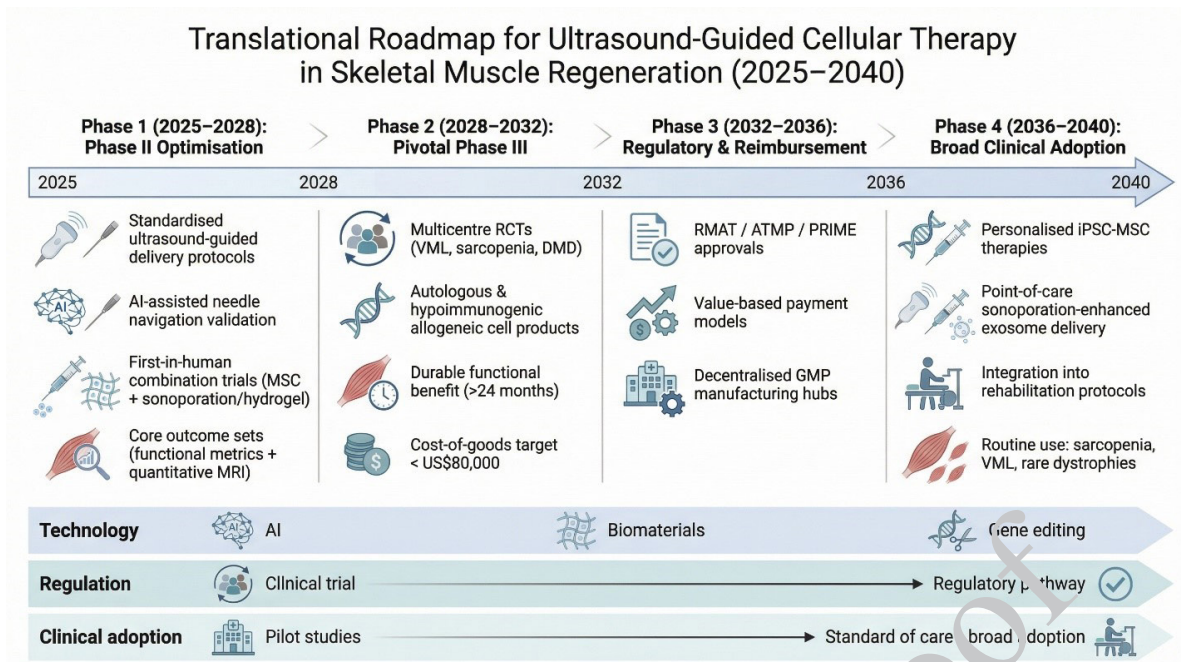 Translational Roadmap for Ultrasound-Guided Cellular Therapy
in Skeletal Muscle Regeneration (2025–2040)
Phase 1 (2025–2028):
Phase II Optimisation
Phase 2 (2028–2032):
Pivotal Phase III
Phase 3 (2032–2036):
Regulatory & Reimbursement
Phase 4 (2036–2040):
Broad Clinical Adoption
2025
2028
2032
2036
2040
Standardised
ultrasound-guided
delivery protocols
AI
AI-assisted needle
navigation validation
First-in-human
combination trials (MSC
+ sonoporation/hydrogel)
Core outcome sets
(functional metrics +
quantitative MRI)
Multicentre RCTs
(VML, sarcopenia, DMD)
Autologous &
hypoimmunogenic
allogeneic cell products
Durable functional
benefit (>24 months)
$
Cost-of-goods target
< US$80,000
RMAT / ATMP / PRIME
approvals
$
Value-based payment
models
Decentralised GMP
manufacturing hubs
Personalised iPSC-MSC
therapies
Point-of-care
sonoporation-enhanced
exosome delivery
Integration into
rehabilitation protocols
Routine use: sarcopenia,
VML, rare dystrophies
Technology
AI
AI
Biomaterials
Gene editing
Regulation
ClInical trial
Regulatory pathway
Clinical adoption
Pilot studies
Standard of care broad adoption